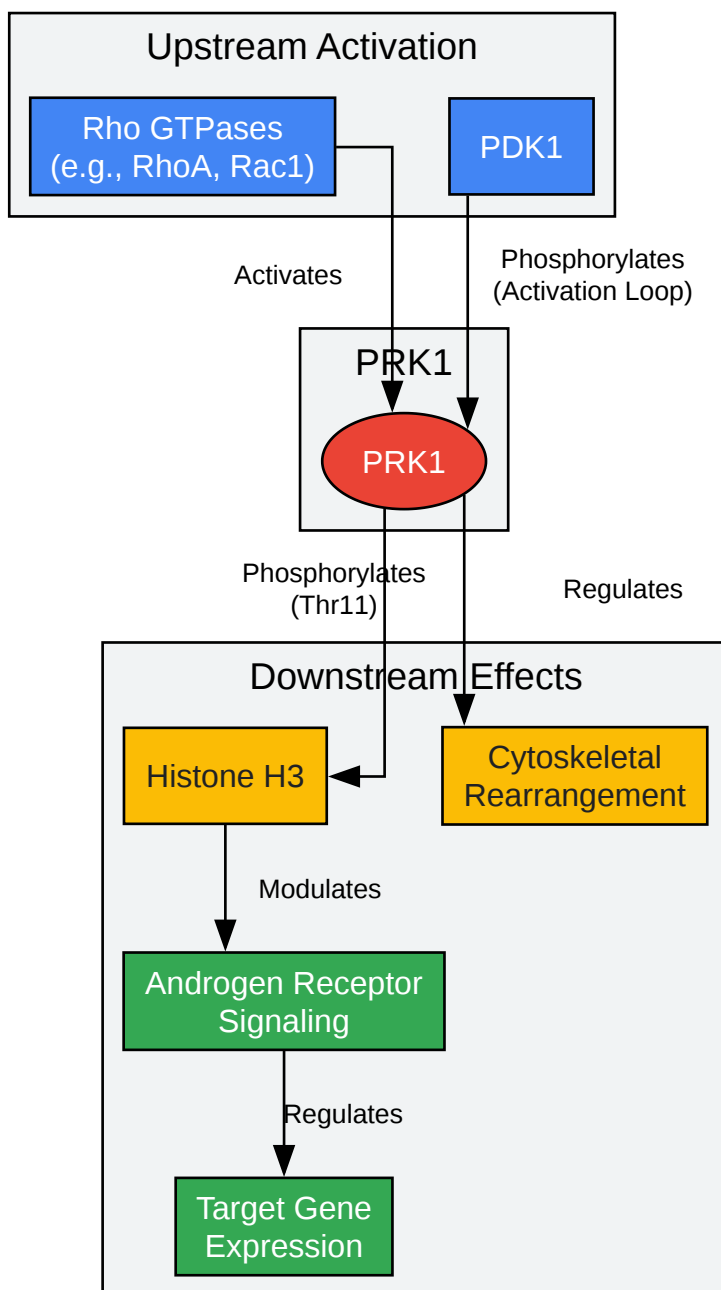 Upstream Activation
Rho GTPases
(e.g., RhoA, Rac1)
PDK1
Activates
Phosphorylates
(Activation Loop)
PRK1
PRK1
Phosphorylates
(Thr11)
Regulates
Downstream Effects
Histone H3
Cytoskeletal
Rearrangement
Modulates
Androgen Receptor
Signaling
Regulates
Target Gene
Expression